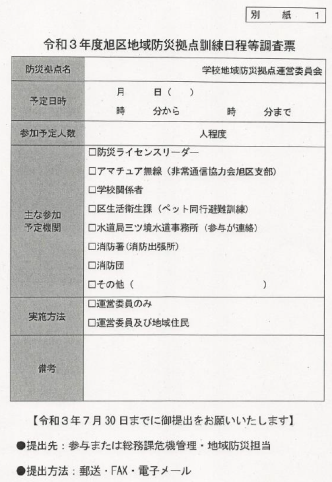 別 紙 1
令和３年度旭区地域防災拠点訓練日程等調査票
防災拠点名 学校地域防災拠点運営委員会
予定日時 月 日（ ）
時 分から 時 分まで
参加予定人数 人程度
主な参加
予定機関
□防災ライセンスリーダー
□アマチュア無線（非常通信協力会旭区支部）
□学校関係者
□区生活衛生課（ペット同行避難訓練）
□水道局三ツ境水道事務所（参与が連絡）
□消防署（消防出張所）
□消防団
□その他（ ）
実施方法
□運営委員のみ
□運営委員及び地域住民
備考
【令和３年７月 30 日までに御提出をお願いいたします】
●提出先：参与または総務課危機管理・地域防災担当
●提出方法：郵送・FAX・電子メール